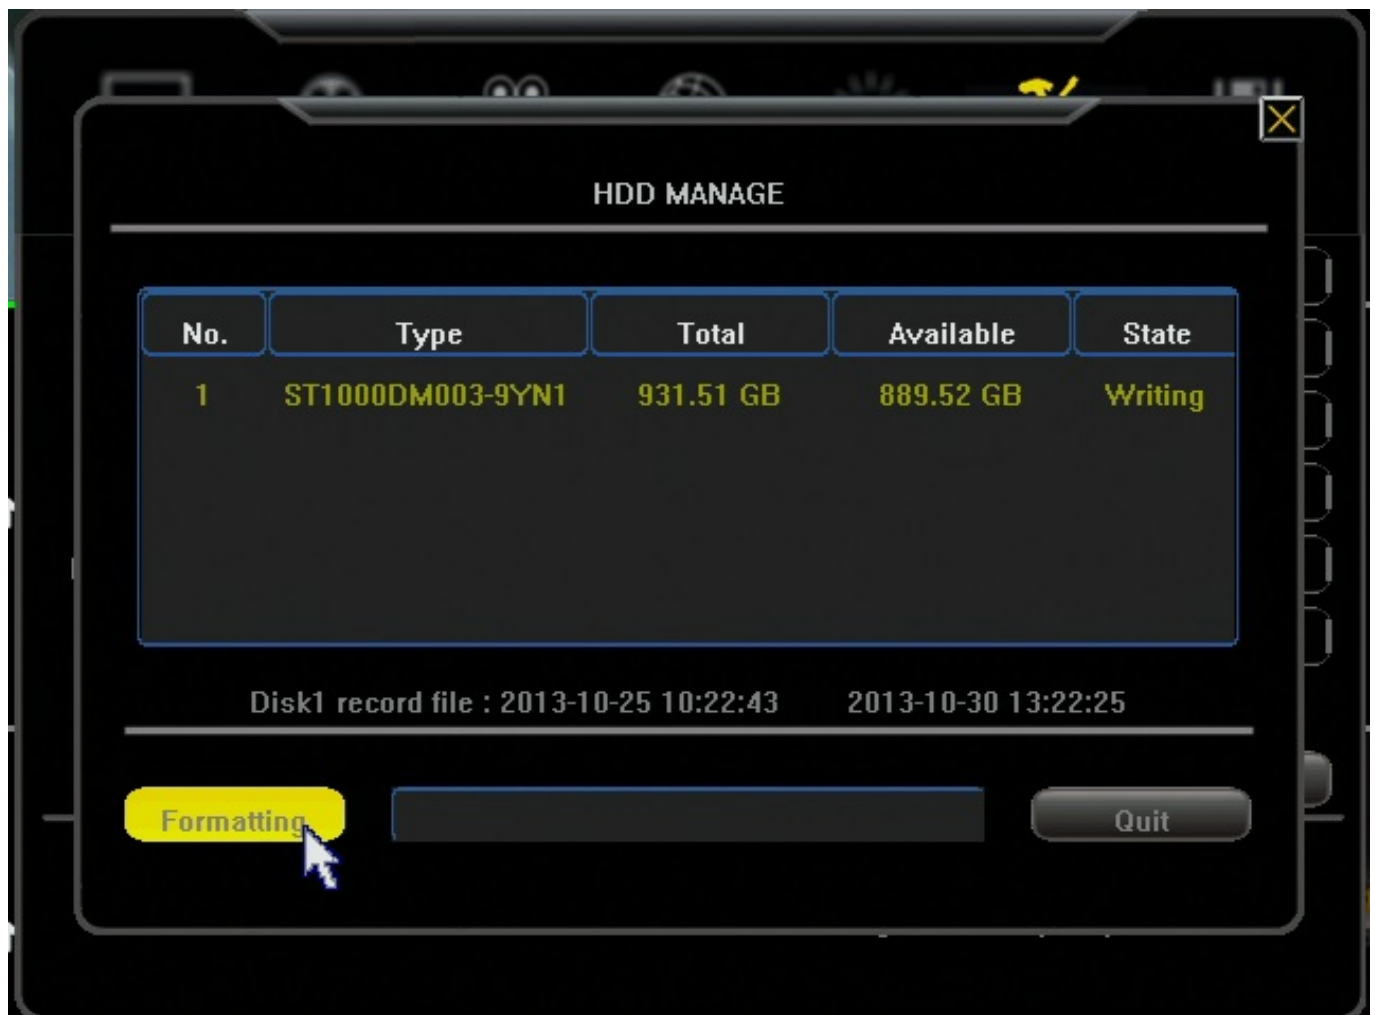 HDD MANAGE
No. Type Total Available State
1 ST1000DM003-9YN1 931.51 GB 889.52 GB Writing
Disk1 record file : 2013-10-25 10:22:43 2013-10-30 13:22:25
Formatting Quit